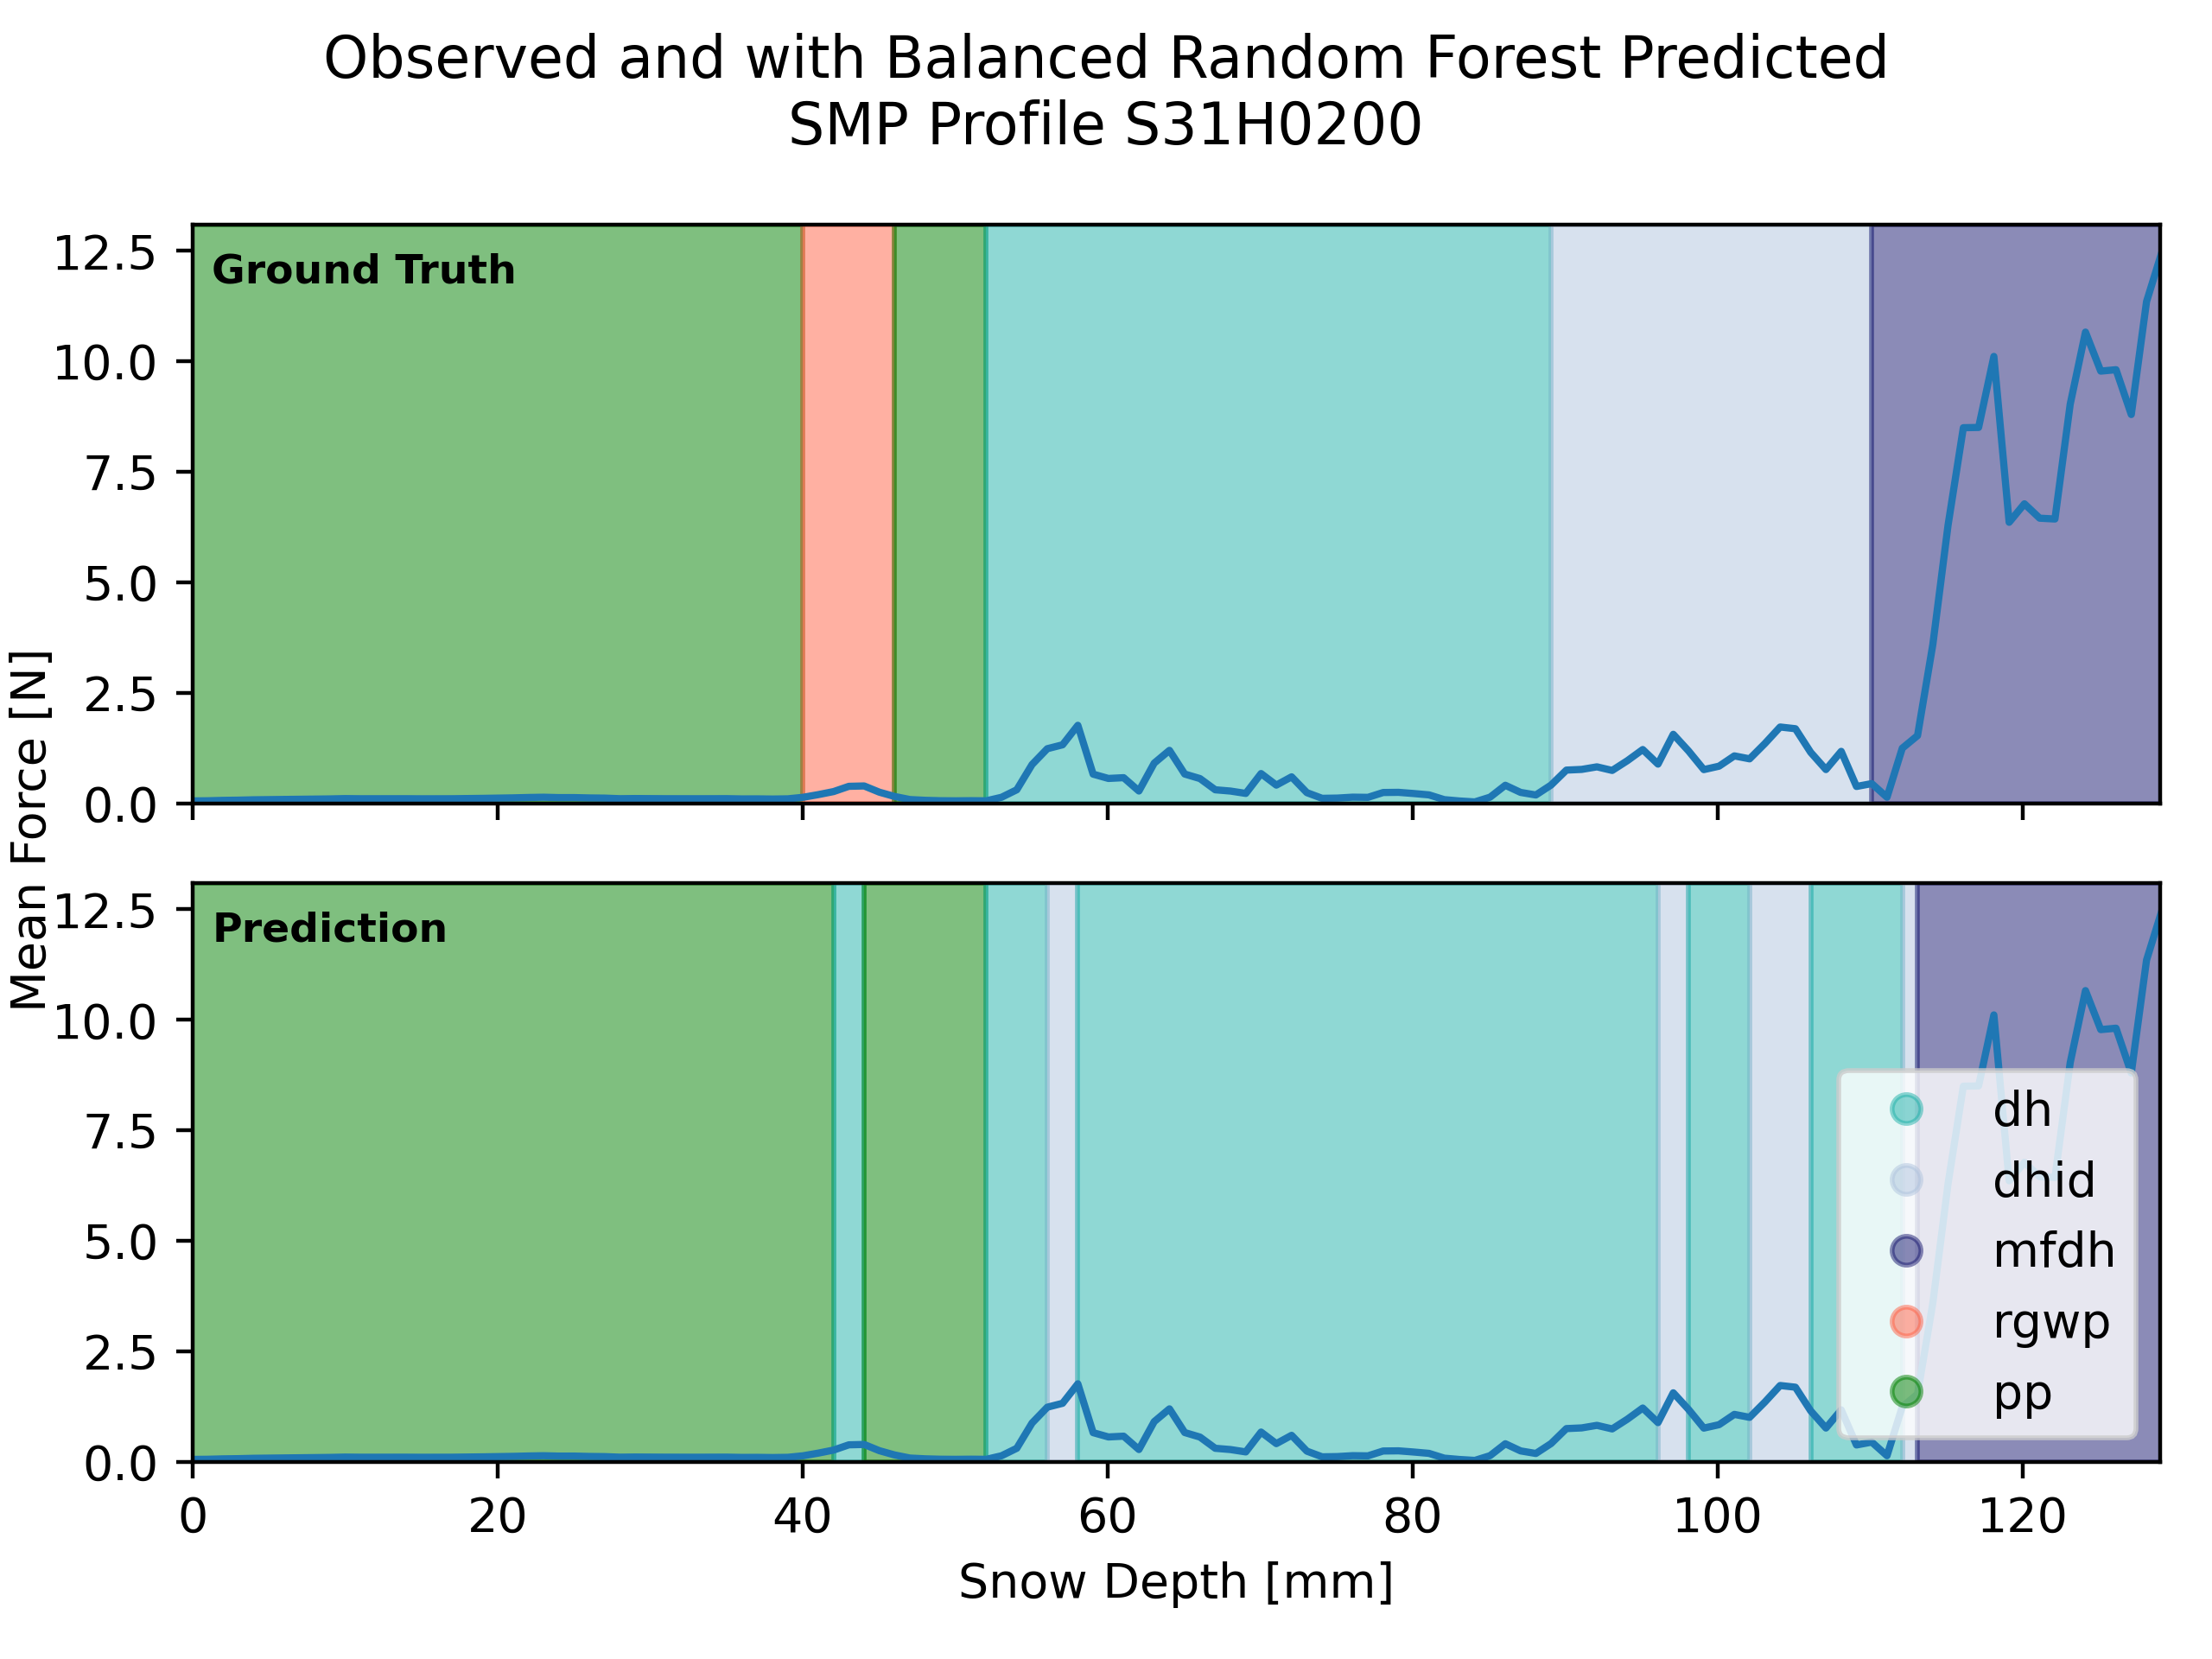 Observed and with Balanced Random Forest Predicted
SMP Profile S31H0200
12.5
10.0
7.5
5.0
2.5
0.0
Ground Truth
Mean Force [N]
12.5
10.0
7.5
5.0
2.5
0.0
Prediction
dh
dhid
mfdh
rgwp
pp
0 20 40 60 80 100 120
Snow Depth [mm]